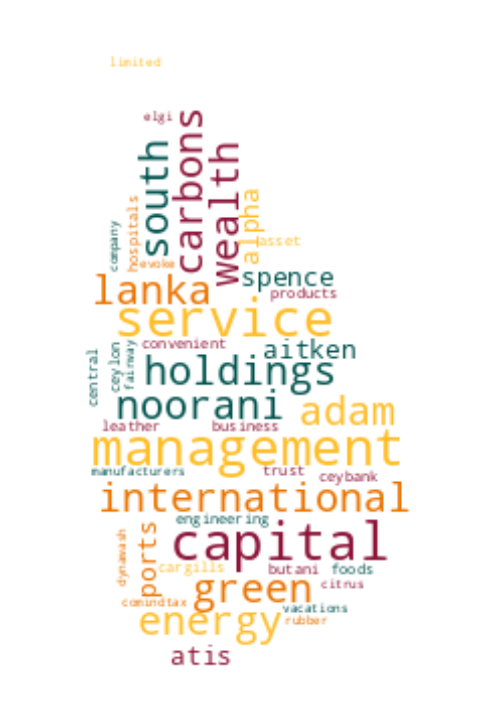 limited
elgi
carbons
south
wealth
alpha
hospitals
company
asset
evoke
spence
lanka
products
service
convenient
aitken
ceylon
fairway
central
holdings
noorani
adam
leather
business
management
manufacturers
trust
ceybank
international
engineering
capital
ports
dynawash
cargills
butani
foods
green
citrus
comindtax
vacations
energy
rubber
atis